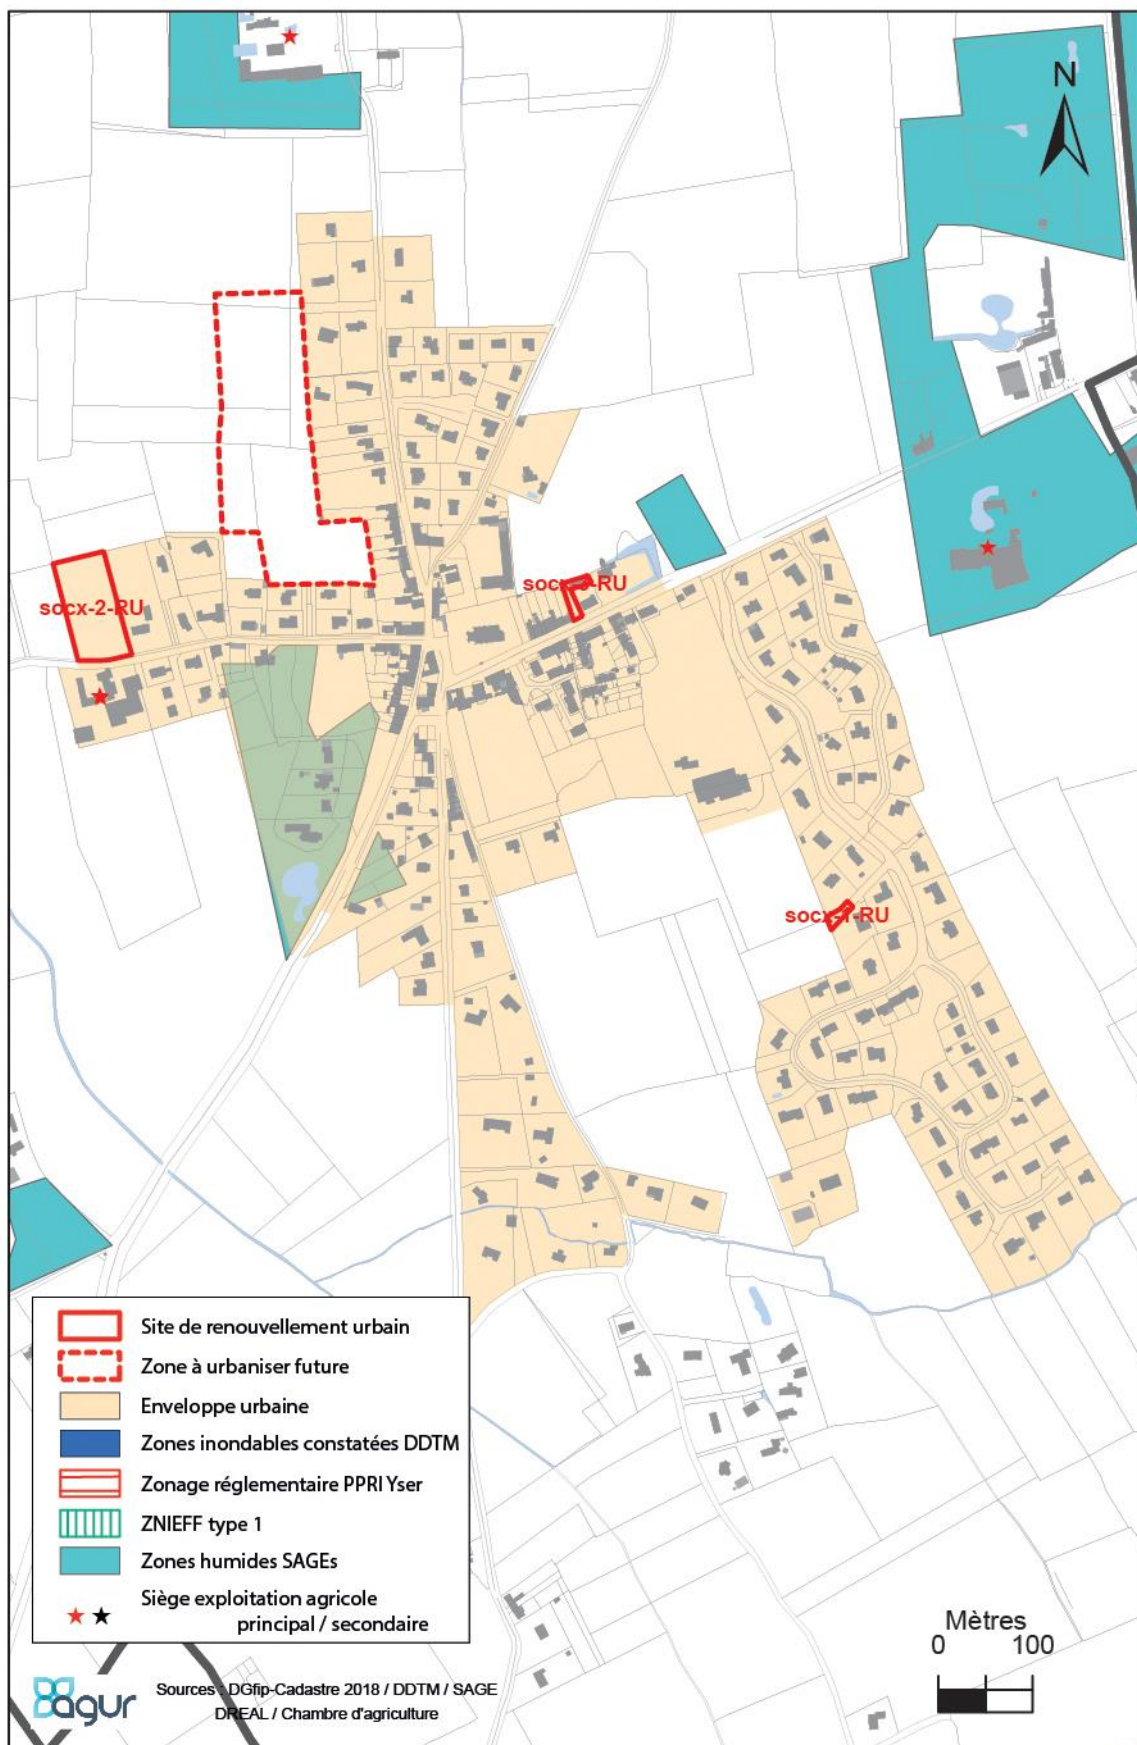 N
socx-2-RU
socx-3-RU
socx-1-RU
Site de renouvellement urbain
Zone à urbaniser future
Enveloppe urbaine
Zones inondables constatées DDTM
Zonage réglementaire PPRI Yser
ZNIEFF type 1
Zones humides SAGEs
Siège exploitation agricole
principal / secondaire
Mètres
0 100
agur
Sources : DGfip-Cadastre 2018 / DDTM / SAGE
DREAL / Chambre d'agriculture